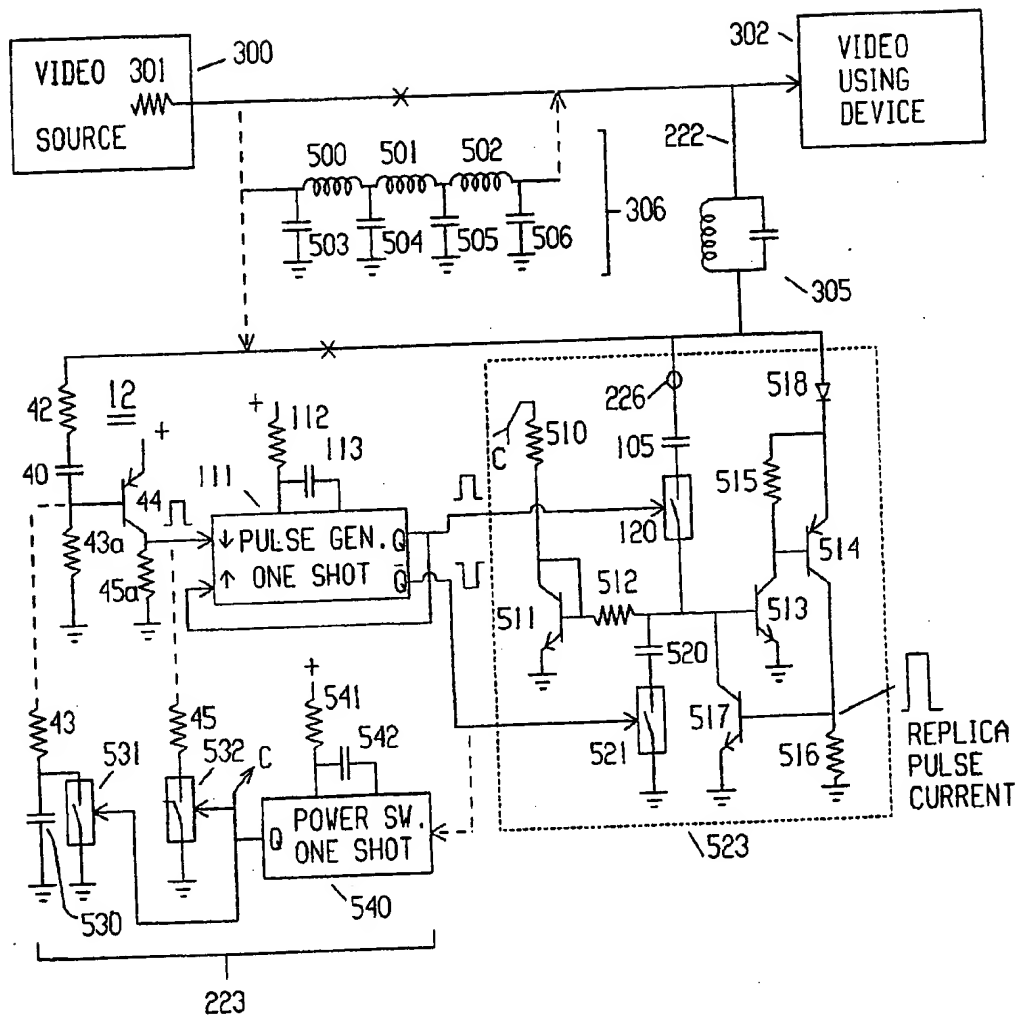 VIDEO 301
SOURCE
300
302
VIDEO
USING
DEVICE
222
500 501 502
503 504 505 506
306
305
42
12
+
40
44
43a
45a
+
112
113
111
↓ PULSE GEN. Q
↑ ONE SHOT Q̅
C
510
226
105
120
518
515
514
511
512
513
520
521
517
516
REPLICA
PULSE
CURRENT
523
43
531
530
45
532
C
+
541
542
Q POWER SW.
ONE SHOT
540
223